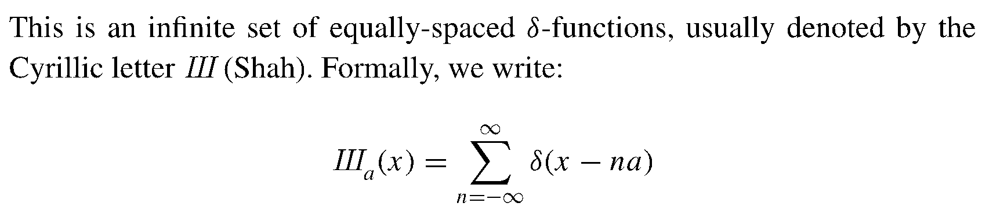 This is an infinite set of equally-spaced δ-functions, usually denoted by the
Cyrillic letter Ш (Shah). Formally, we write:
Ш_a(x) = ∑_{n=−∞}^{∞} δ(x − na)